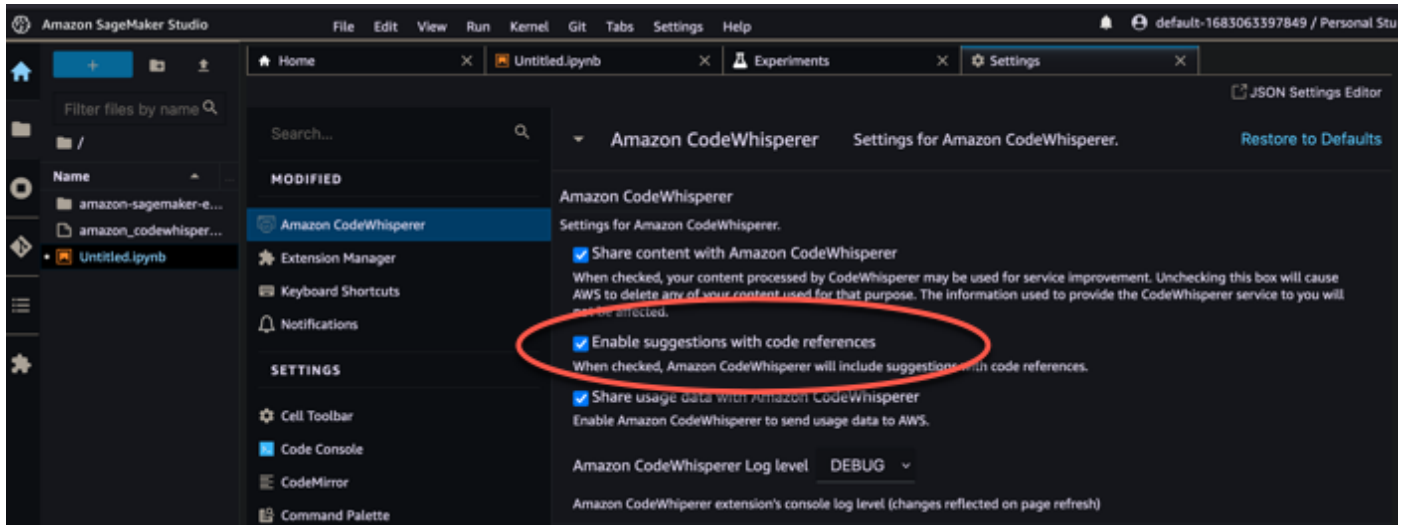 Amazon SageMaker Studio File Edit View Run Kernel Git Tabs Settings Help default-1683063397849 / Personal Stu
Home Untitled.ipynb Experiments Settings
JSON Settings Editor
Filter files by name
/
Name
amazon-sagemaker-e...
amazon_codewhisper...
Untitled.ipynb
Search...
MODIFIED
Amazon CodeWhisperer
Extension Manager
Keyboard Shortcuts
Notifications
SETTINGS
Cell Toolbar
Code Console
CodeMirror
Command Palette
Amazon CodeWhisperer Settings for Amazon CodeWhisperer. Restore to Defaults
Amazon CodeWhisperer
Settings for Amazon CodeWhisperer.
Share content with Amazon CodeWhisperer
When checked, your content processed by CodeWhisperer may be used for service improvement. Unchecking this box will cause
AWS to delete any of your content used for that purpose. The information used to provide the CodeWhisperer service to you will
not be affected.
Enable suggestions with code references
When checked, Amazon CodeWhisperer will include suggestions with code references.
Share usage data with Amazon CodeWhisperer
Enable Amazon CodeWhisperer to send usage data to AWS.
Amazon CodeWhisperer Log level DEBUG
Amazon CodeWhiperer extension's console log level (changes reflected on page refresh)